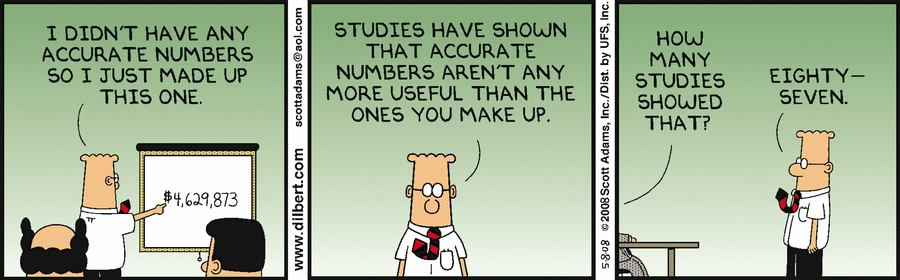 I DIDN'T HAVE ANY
ACCURATE NUMBERS
SO I JUST MADE UP
THIS ONE.
$4,629,873
www.dilbert.com
scottadams@aol.com
STUDIES HAVE SHOWN
THAT ACCURATE
NUMBERS AREN'T ANY
MORE USEFUL THAN THE
ONES YOU MAKE UP.
5-8-08 © 2008 Scott Adams, Inc./Dist. by UFS, Inc.
HOW
MANY
STUDIES
SHOWED
THAT?
EIGHTY—
SEVEN.